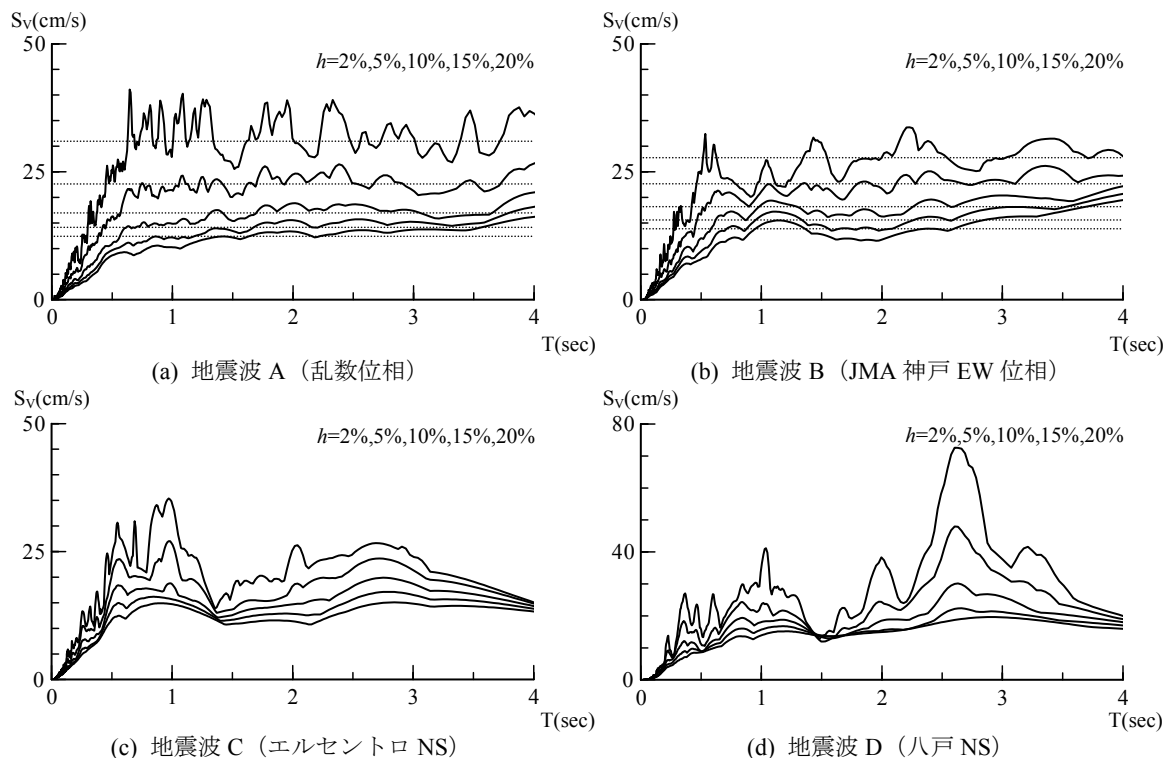 S_V(cm/s)
50
h=2%,5%,10%,15%,20%
25
0
0 1 2 3 4
T(sec)
(a) 地震波 A（乱数位相）
S_V(cm/s)
50
h=2%,5%,10%,15%,20%
25
0
0 1 2 3 4
T(sec)
(b) 地震波 B（JMA 神戸 EW 位相）
S_V(cm/s)
50
h=2%,5%,10%,15%,20%
25
0
0 1 2 3 4
T(sec)
(c) 地震波 C（エルセントロ NS）
S_V(cm/s)
80
h=2%,5%,10%,15%,20%
40
0
0 1 2 3 4
T(sec)
(d) 地震波 D（八戸 NS）